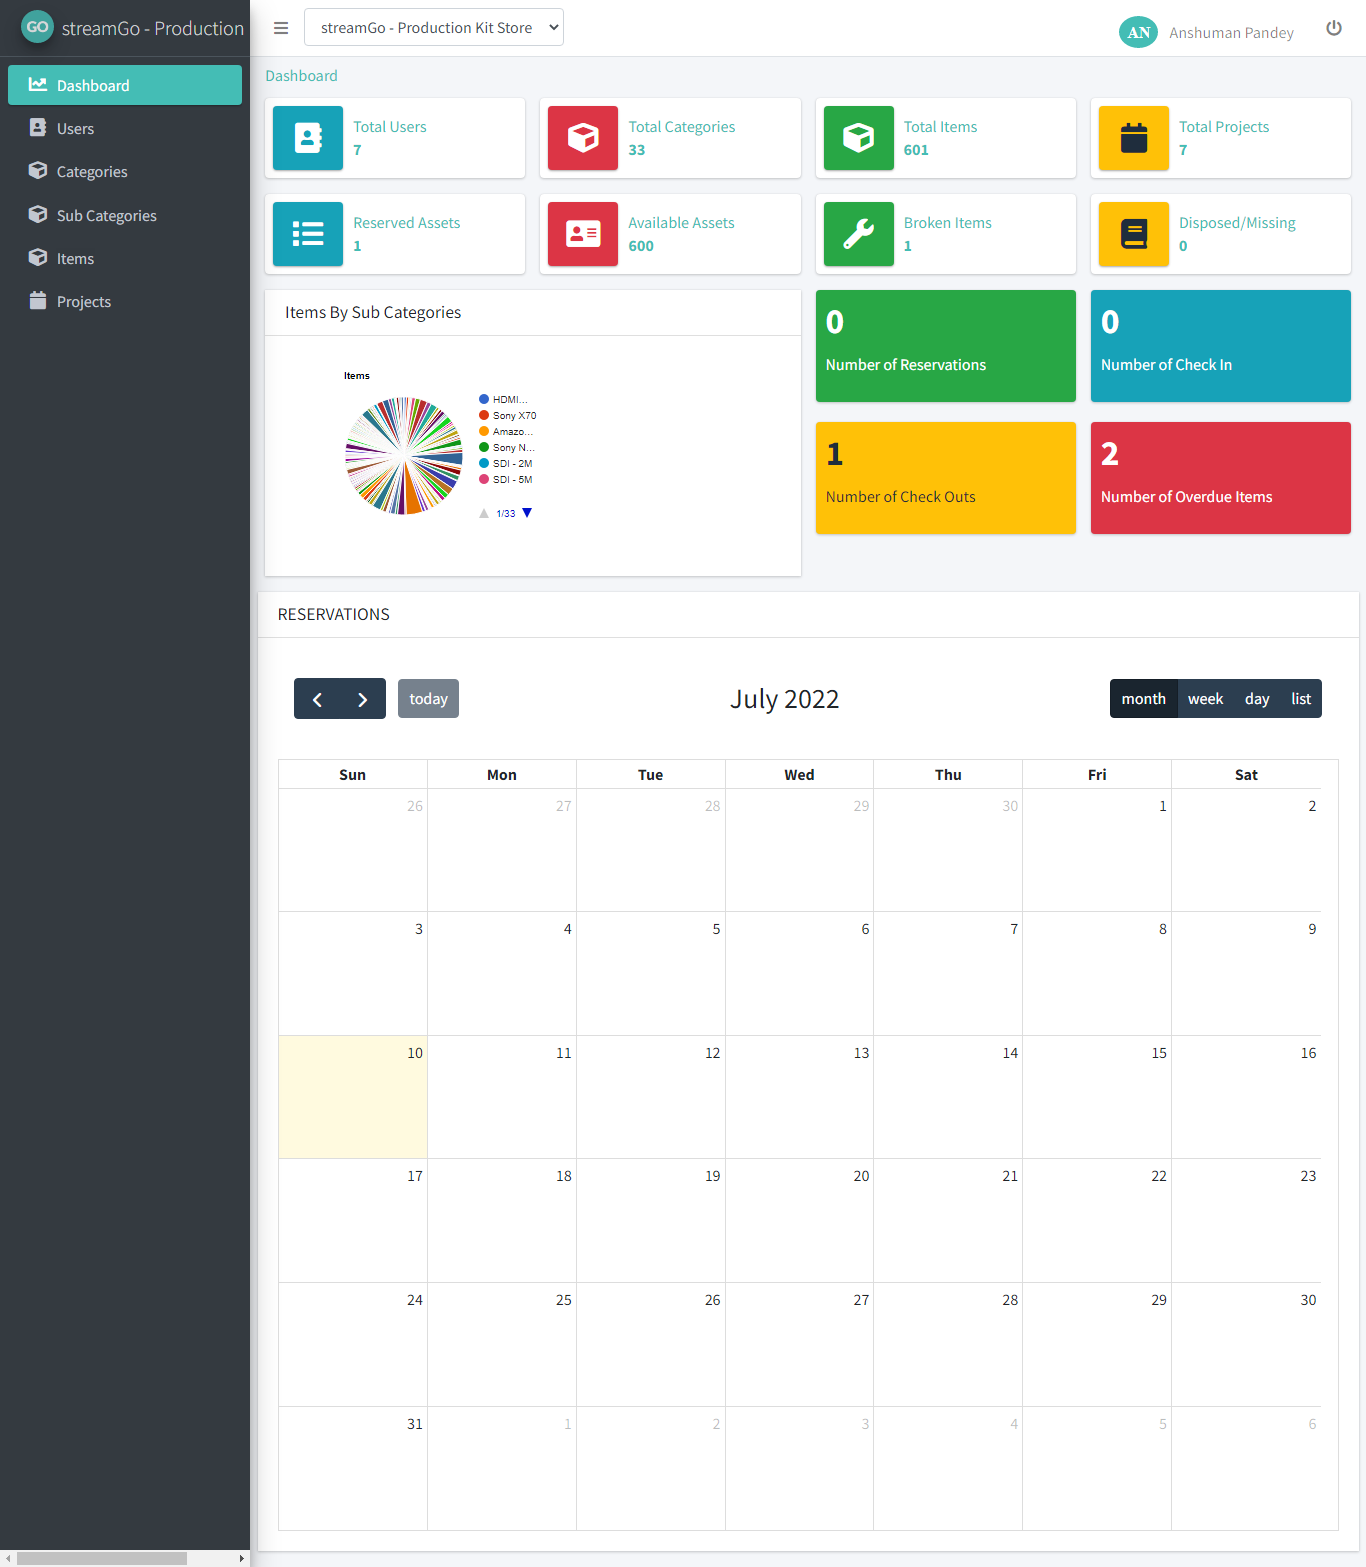 GO streamGo - Production
streamGo - Production Kit Store
AN Anshuman Pandey
Dashboard
Users
Categories
Sub Categories
Items
Projects
Dashboard
Total Users
7
Total Categories
33
Total Items
601
Total Projects
7
Reserved Assets
1
Available Assets
600
Broken Items
1
Disposed/Missing
0
Items By Sub Categories
Items
HDMI...
Sony X70
Amazo...
Sony N...
SDI - 2M
SDI - 5M
1/33
0
Number of Reservations
0
Number of Check In
1
Number of Check Outs
2
Number of Overdue Items
RESERVATIONS
today
July 2022
month week day list
Sun Mon Tue Wed Thu Fri Sat
26 27 28 29 30 1 2
3 4 5 6 7 8 9
10 11 12 13 14 15 16
17 18 19 20 21 22 23
24 25 26 27 28 29 30
31 1 2 3 4 5 6